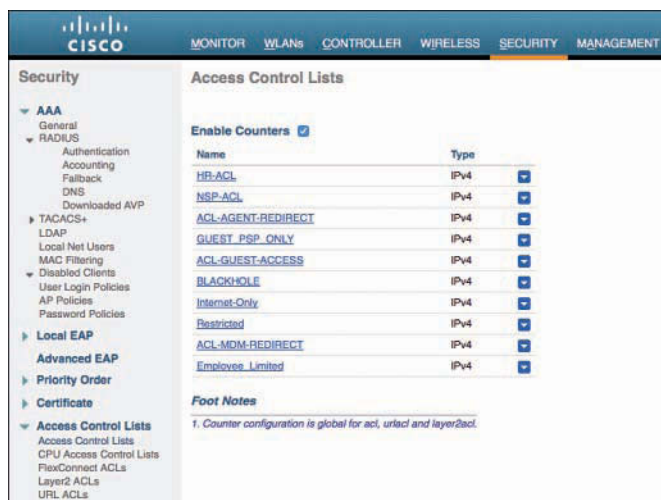 CISCO
MONITOR WLANs CONTROLLER WIRELESS SECURITY MANAGEMENT
Security
AAA
General
RADIUS
Authentication
Accounting
Fallback
DNS
Downloaded AVP
TACACS+
LDAP
Local Net Users
MAC Filtering
Disabled Clients
User Login Policies
AP Policies
Password Policies
Local EAP
Advanced EAP
Priority Order
Certificate
Access Control Lists
Access Control Lists
CPU Access Control Lists
FlexConnect ACLs
Layer2 ACLs
URL ACLs
Access Control Lists
Enable Counters
Name Type
HR-ACL IPv4
NSP-ACL IPv4
ACL-AGENT-REDIRECT IPv4
GUEST_PSP_ONLY IPv4
ACL-GUEST-ACCESS IPv4
BLACKHOLE IPv4
Internet-Only IPv4
Restricted IPv4
ACL-MDM-REDIRECT IPv4
Employee_Limited IPv4
Foot Notes
1. Counter configuration is global for acl, urlacl and layer2acl.